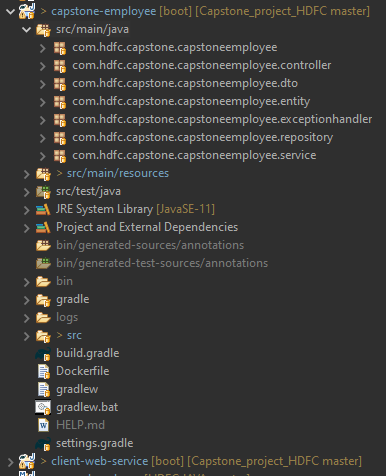 > capstone-employee [boot] [Capstone_project_HDFC master]
src/main/java
com.hdfc.capstone.capstoneemployee
com.hdfc.capstone.capstoneemployee.controller
com.hdfc.capstone.capstoneemployee.dto
com.hdfc.capstone.capstoneemployee.entity
com.hdfc.capstone.capstoneemployee.exceptionhandler
com.hdfc.capstone.capstoneemployee.repository
com.hdfc.capstone.capstoneemployee.service
> src/main/resources
src/test/java
JRE System Library [JavaSE-11]
Project and External Dependencies
bin/generated-sources/annotations
bin/generated-test-sources/annotations
bin
gradle
logs
> src
build.gradle
Dockerfile
gradlew
gradlew.bat
HELP.md
settings.gradle
> client-web-service [boot] [Capstone_project_HDFC master]